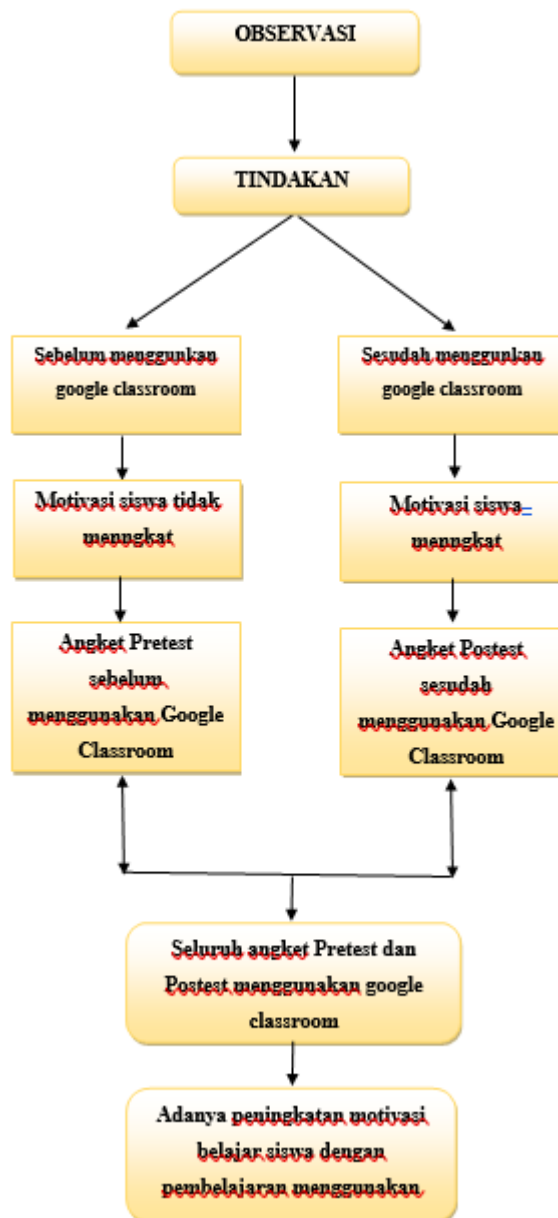 OBSERVASI
TINDAKAN
Sebelum menggunkan
google classroom
Motivasi siswa tidak
menngkat
Angket Pretest
sebelum
menggunakan Google
Classroom
Sesudah menggunkan
google classroom
Motivasi siswa
menngkat
Angket Postest
sesudah
menggunakan Google
Classroom
Seluruh angket Pretest dan
Postest menggunakan google
classroom
Adanya peningkatan motivasi
belajar siswa dengan
pembelajaran menggunakan